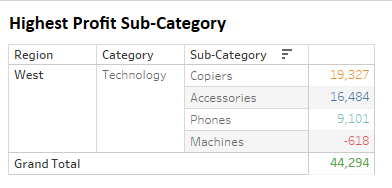 Highest Profit Sub-Category
Region Category Sub-Category
West Technology Copiers 19,327
Accessories 16,484
Phones 9,101
Machines -618
Grand Total 44,294